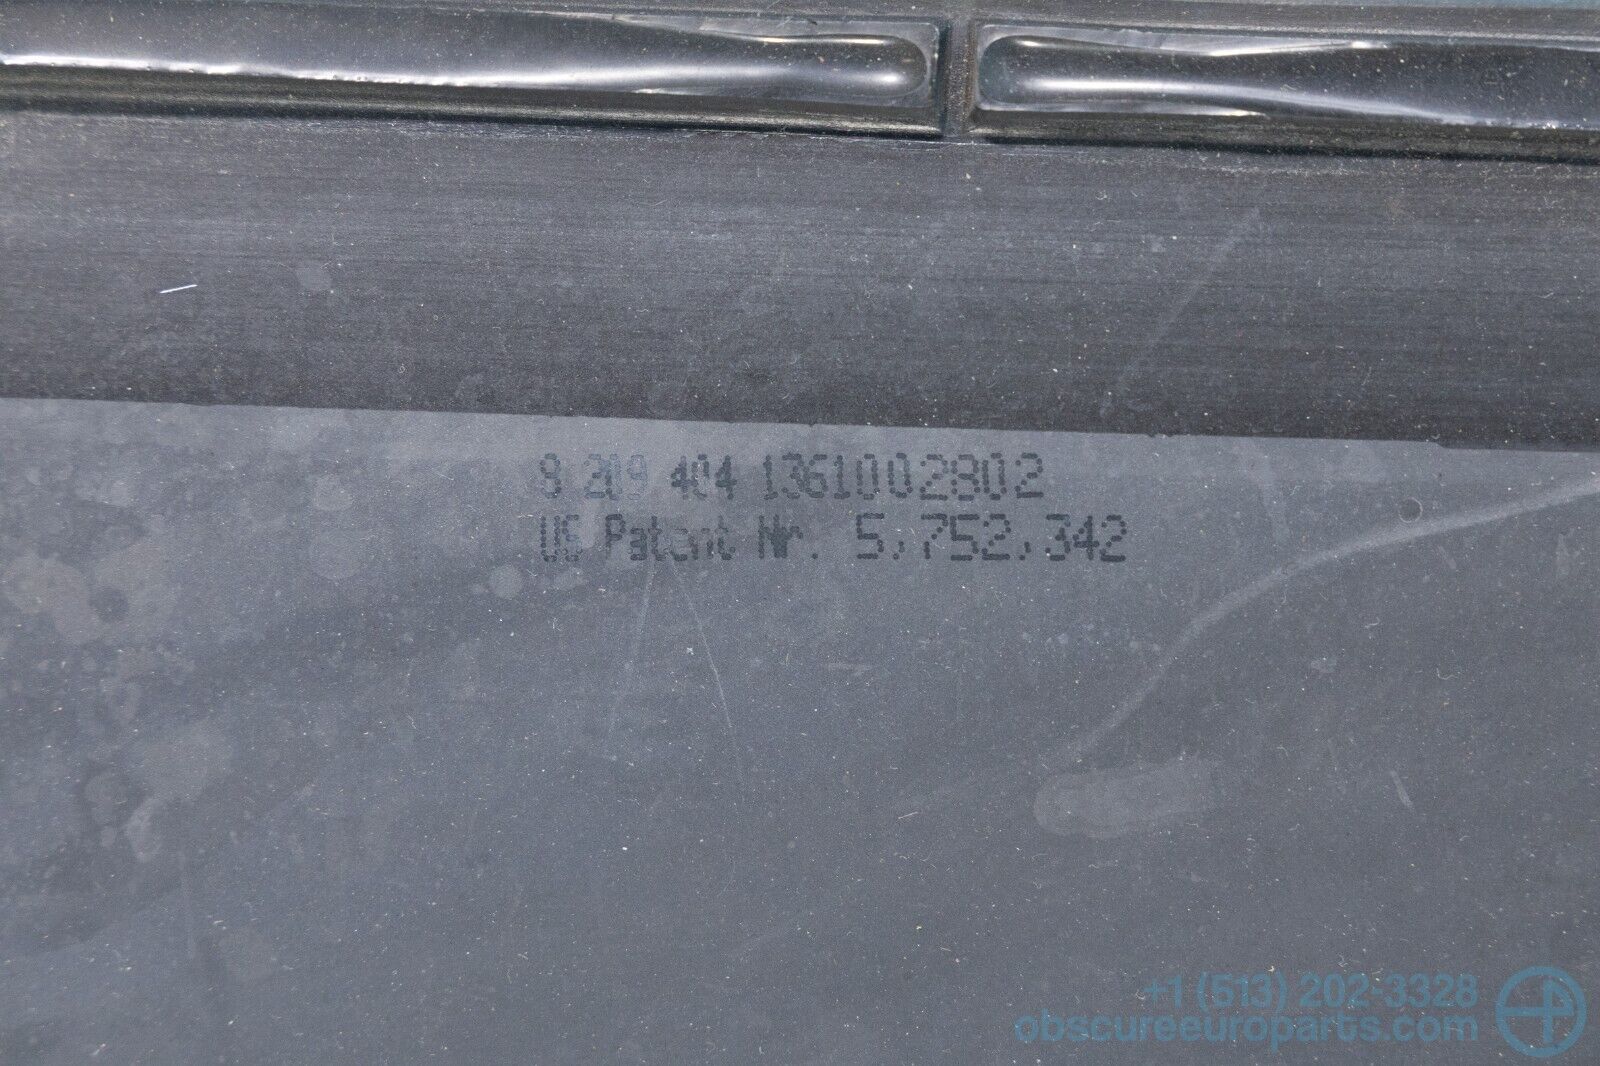 8 209 404 1361002802
US Patent Nr. 5,752,342
+1 (513) 202-3328
obscureeuroparts.com